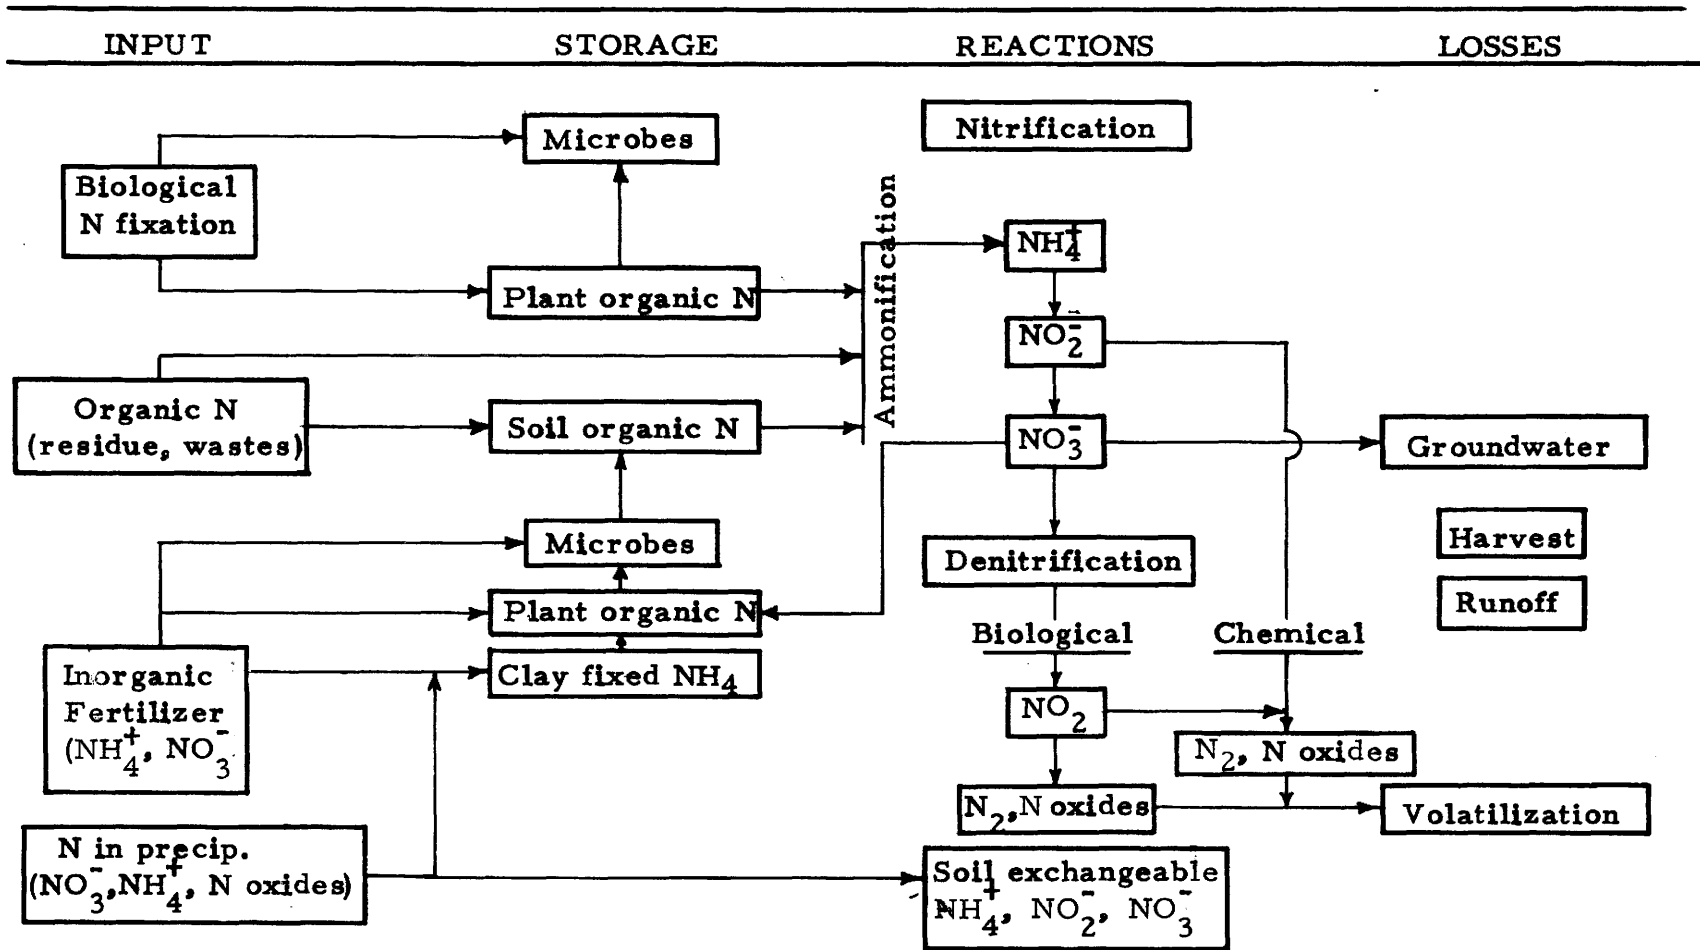 INPUT STORAGE REACTIONS LOSSES
Microbes
Nitrification
Biological
N fixation
Ammonification
NH₄⁺
Plant organic N
NO₂⁻
Organic N
(residue, wastes)
Soil organic N
NO₃⁻
Groundwater
Microbes
Harvest
Denitrification
Plant organic N
Runoff
Biological
Chemical
Inorganic
Fertilizer
(NH₄⁺, NO₃⁻
Clay fixed NH₄
NO₂
N₂, N oxides
N₂,N oxides
Volatilization
N in precip.
(NO₃⁻,NH₄⁺, N oxides)
Soil exchangeable
NH₄⁺, NO₂⁻, NO₃⁻